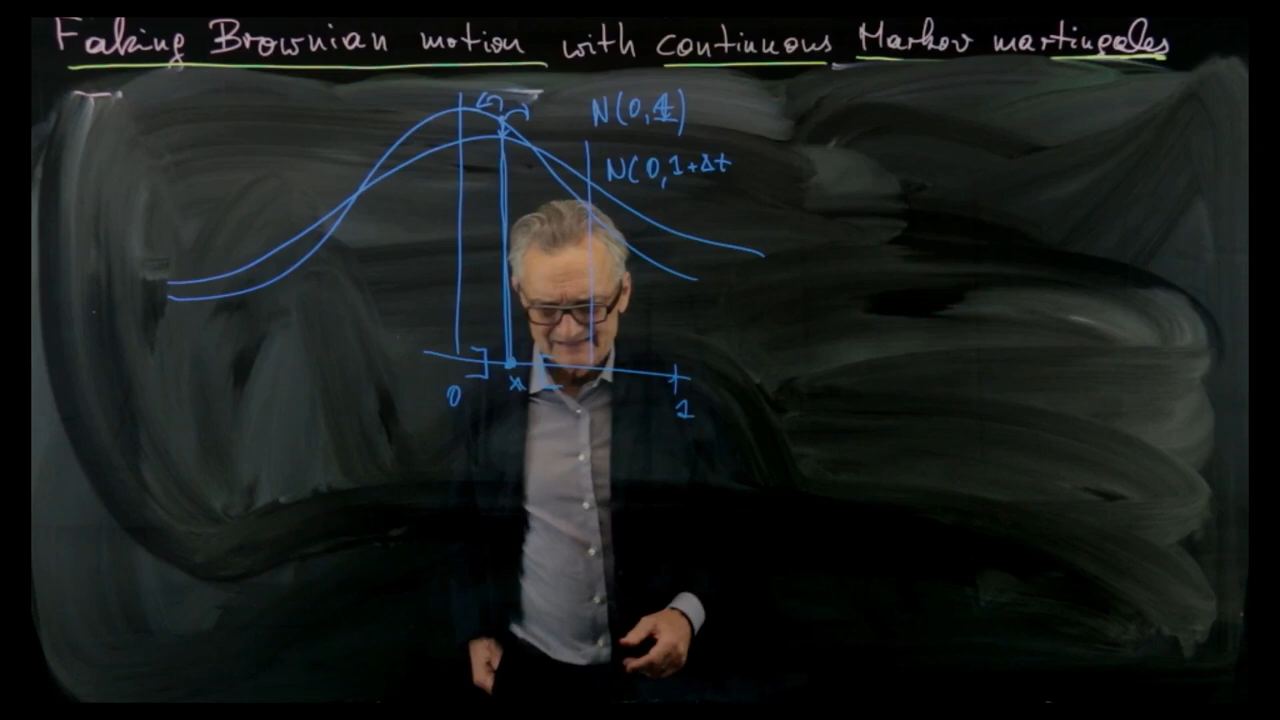 Faking Brownian motion with continuous Markov martingales
N(0,1)
N(0,1+Δt
0 x 1